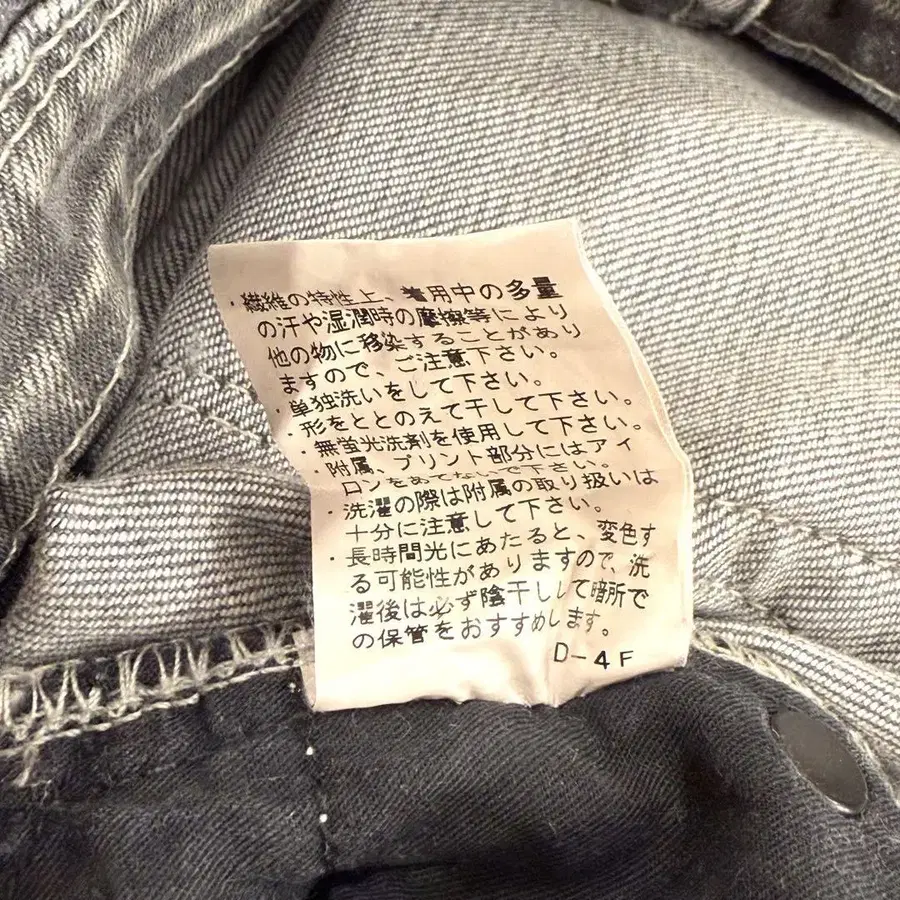 ・繊維の特性上、着用中の多量
の汗や湿潤時の摩擦等により
他の物に移染することがあり
ますので、ご注意下さい。
・単独洗いをして下さい。
・形をととのえて干して下さい。
・無蛍光洗剤を使用して下さい。
・附属、プリント部分にはアイ
ロンをあてないで下さい。
・洗濯の際は附属の取り扱いは
十分に注意して下さい。
・長時間光にあたると、変色す
る可能性がありますので、洗
濯後は必ず陰干しして暗所で
の保管をおすすめします。
D-4F